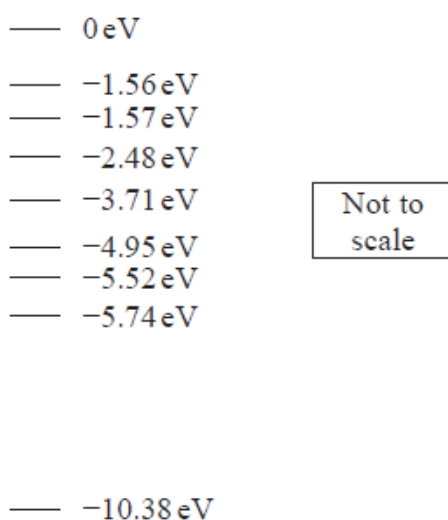 0 eV
−1.56 eV
−1.57 eV
−2.48 eV
−3.71 eV
−4.95 eV
−5.52 eV
−5.74 eV
−10.38 eV
Not to
scale